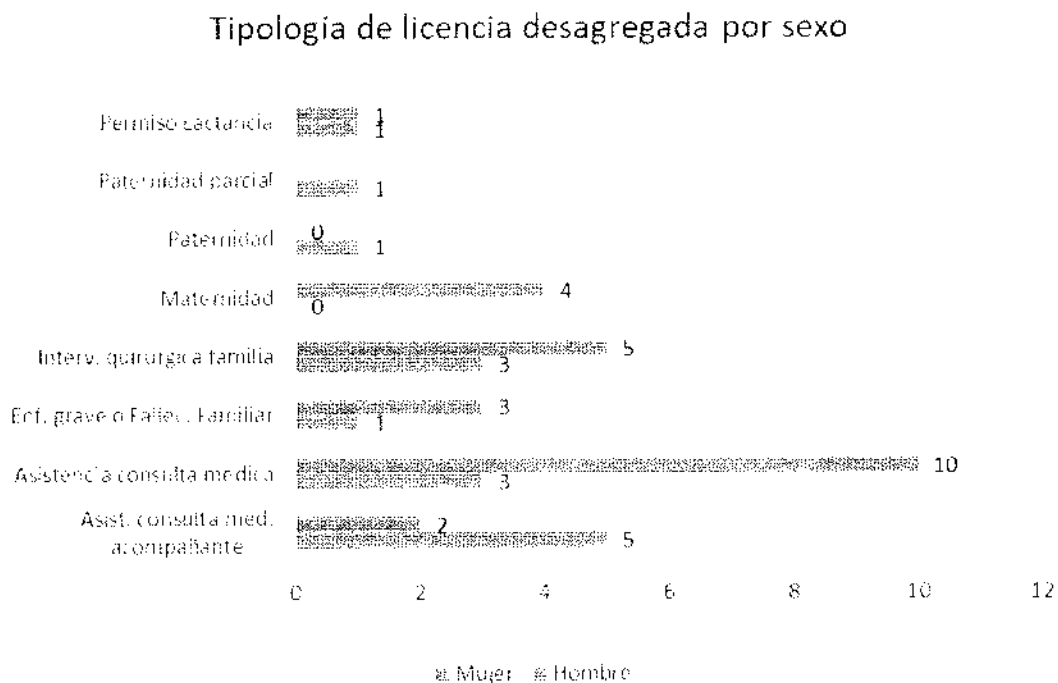 Tipología de licencia desagregada por sexo
Permiso Lactancia
1
1
Paternidad parcial
1
Paternidad
0
1
Maternidad
4
0
Interv. quirurgica familia
5
3
Enf. grave o Fallec. Familiar
3
1
Asistencia consulta medica
10
3
Asist. consulta med.
acompañante
2
5
0 2 4 6 8 10 12
Mujer Hombre